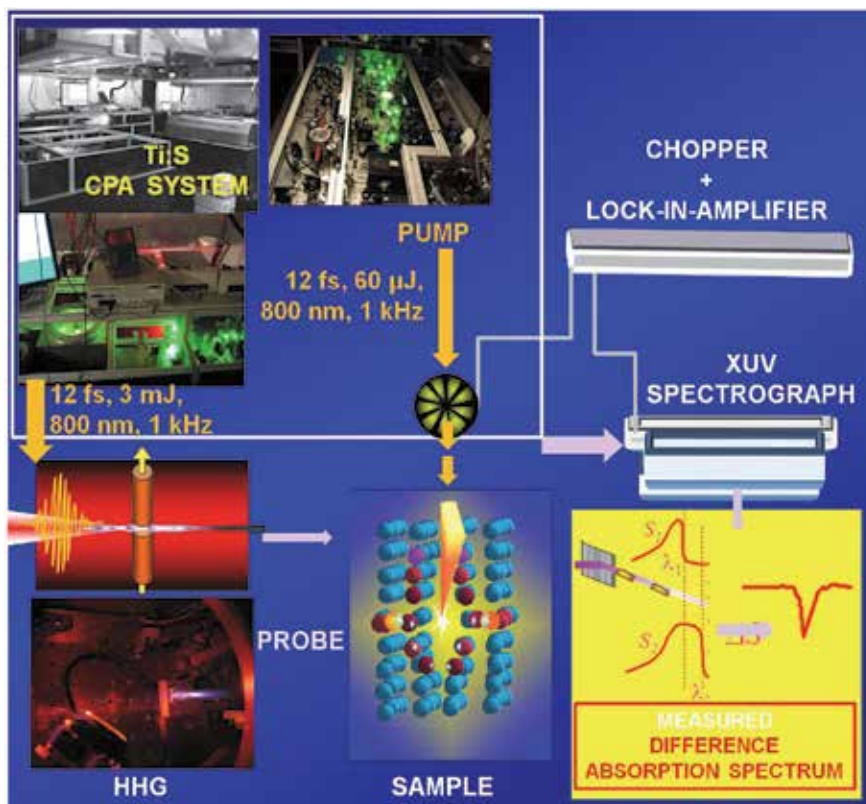 Ti:S
CPA SYSTEM
PUMP
12 fs, 60 µJ,
800 nm, 1 kHz
CHOPPER
+
LOCK-IN-AMPLIFIER
12 fs, 3 mJ,
800 nm, 1 kHz
XUV
SPECTROGRAPH
PROBE
HHG
SAMPLE
S₂
MEASURED
DIFFERENCE
ABSORPTION SPECTRUM